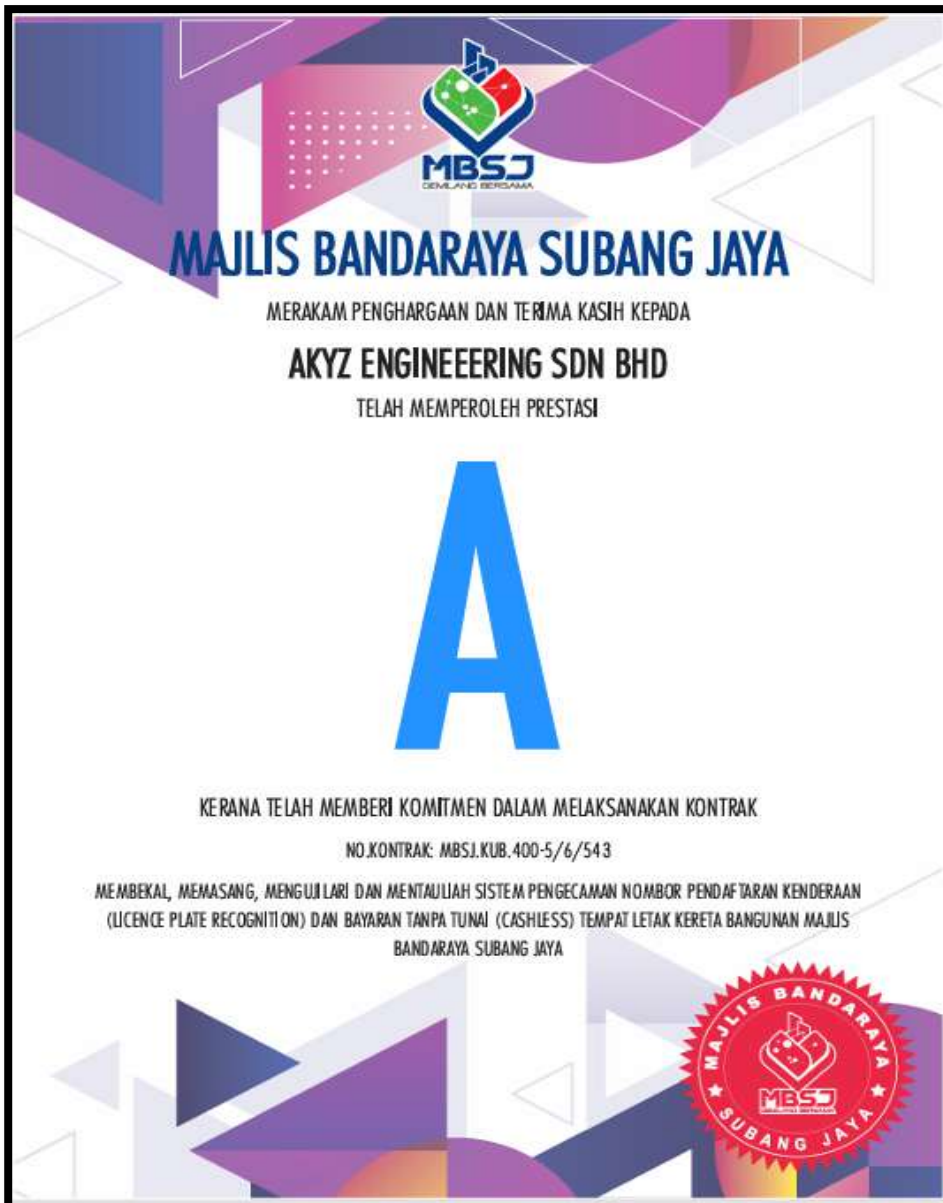 MBSJ
GEMILANG BERSAMA
MAJLIS BANDARAYA SUBANG JAYA
MERAKAM PENGHARGAAN DAN TERIMA KASIH KEPADA
AKYZ ENGINEEERING SDN BHD
TELAH MEMPEROLEH PRESTASI
A
KERANA TELAH MEMBERI KOMITMEN DALAM MELAKSANAKAN KONTRAK
NO.KONTRAK: MBSJ.KUB.400-5/6/543
MEMBEKAL, MEMASANG, MENGUJILARI DAN MENTAULIAH SISTEM PENGECAMAN NOMBOR PENDAFTARAN KENDERAAN
(LICENCE PLATE RECOGNITION) DAN BAYARAN TANPA TUNAI (CASHLESS) TEMPAT LETAK KERETA BANGUNAN MAJLIS
BANDARAYA SUBANG JAYA
MAJLIS BANDARAYA
MBSJ
GEMILANG BERSAMA
SUBANG JAYA